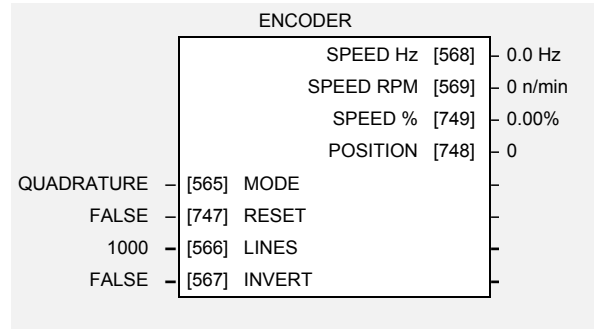 ENCODER
SPEED Hz [568] – 0.0 Hz
SPEED RPM [569] – 0 n/min
SPEED % [749] – 0.00%
POSITION [748] – 0
QUADRATURE – [565] MODE –
FALSE – [747] RESET –
1000 – [566] LINES –
FALSE – [567] INVERT –